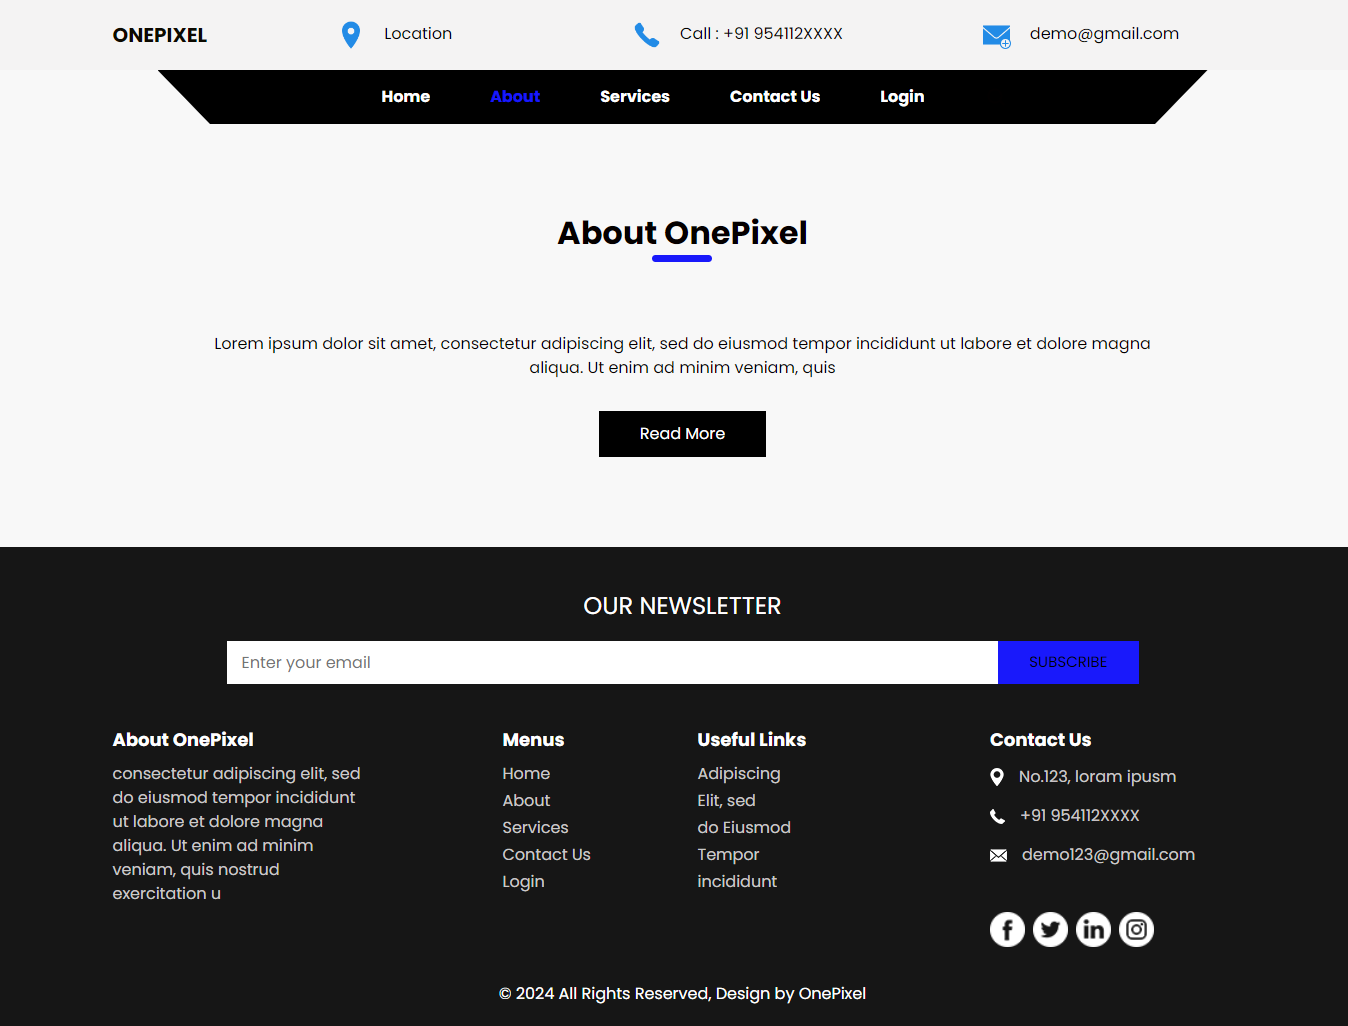 ONEPIXEL
Location
Call : +91 954112XXXX
demo@gmail.com
Home
About
Services
Contact Us
Login
About OnePixel
Lorem ipsum dolor sit amet, consectetur adipiscing elit, sed do eiusmod tempor incididunt ut labore et dolore magna
aliqua. Ut enim ad minim veniam, quis
Read More
OUR NEWSLETTER
Enter your email
SUBSCRIBE
About OnePixel
consectetur adipiscing elit, sed
do eiusmod tempor incididunt
ut labore et dolore magna
aliqua. Ut enim ad minim
veniam, quis nostrud
exercitation u
Menus
Home
About
Services
Contact Us
Login
Useful Links
Adipiscing
Elit, sed
do Eiusmod
Tempor
incididunt
Contact Us
No.123, loram ipusm
+91 954112XXXX
demo123@gmail.com
© 2024 All Rights Reserved, Design by OnePixel